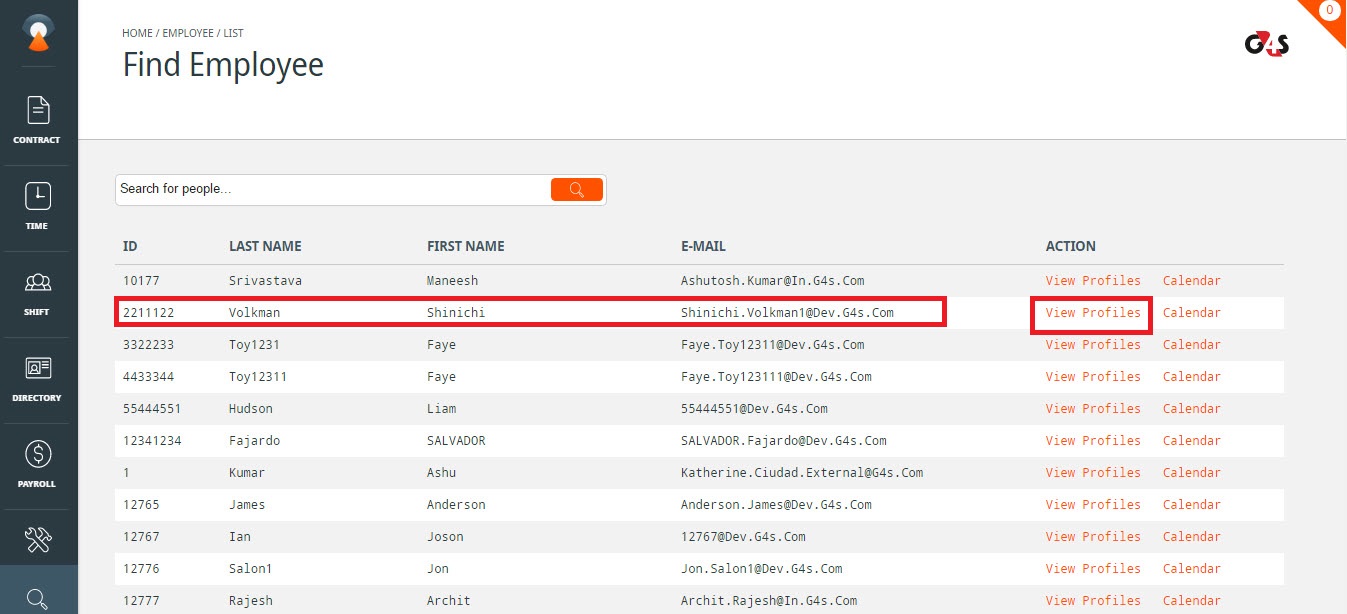 0
HOME / EMPLOYEE / LIST
G4S
Find Employee
CONTRACT
TIME
SHIFT
DIRECTORY
PAYROLL
Search for people...
ID LAST NAME FIRST NAME E-MAIL ACTION
10177 Srivastava Maneesh Ashutosh.Kumar@In.G4s.Com View Profiles Calendar
2211122 Volkman Shinichi Shinichi.Volkman1@Dev.G4s.Com View Profiles Calendar
3322233 Toy1231 Faye Faye.Toy12311@Dev.G4s.Com View Profiles Calendar
4433344 Toy12311 Faye Faye.Toy123111@Dev.G4s.Com View Profiles Calendar
55444551 Hudson Liam 55444551@Dev.G4s.Com View Profiles Calendar
12341234 Fajardo SALVADOR SALVADOR.Fajardo@Dev.G4s.Com View Profiles Calendar
1 Kumar Ashu Katherine.Ciudad.External@G4s.Com View Profiles Calendar
12765 James Anderson Anderson.James@Dev.G4s.Com View Profiles Calendar
12767 Ian Joson 12767@Dev.G4s.Com View Profiles Calendar
12776 Salon1 Jon Jon.Salon1@Dev.G4s.Com View Profiles Calendar
12777 Rajesh Archit Archit.Rajesh@In.G4s.Com View Profiles Calendar